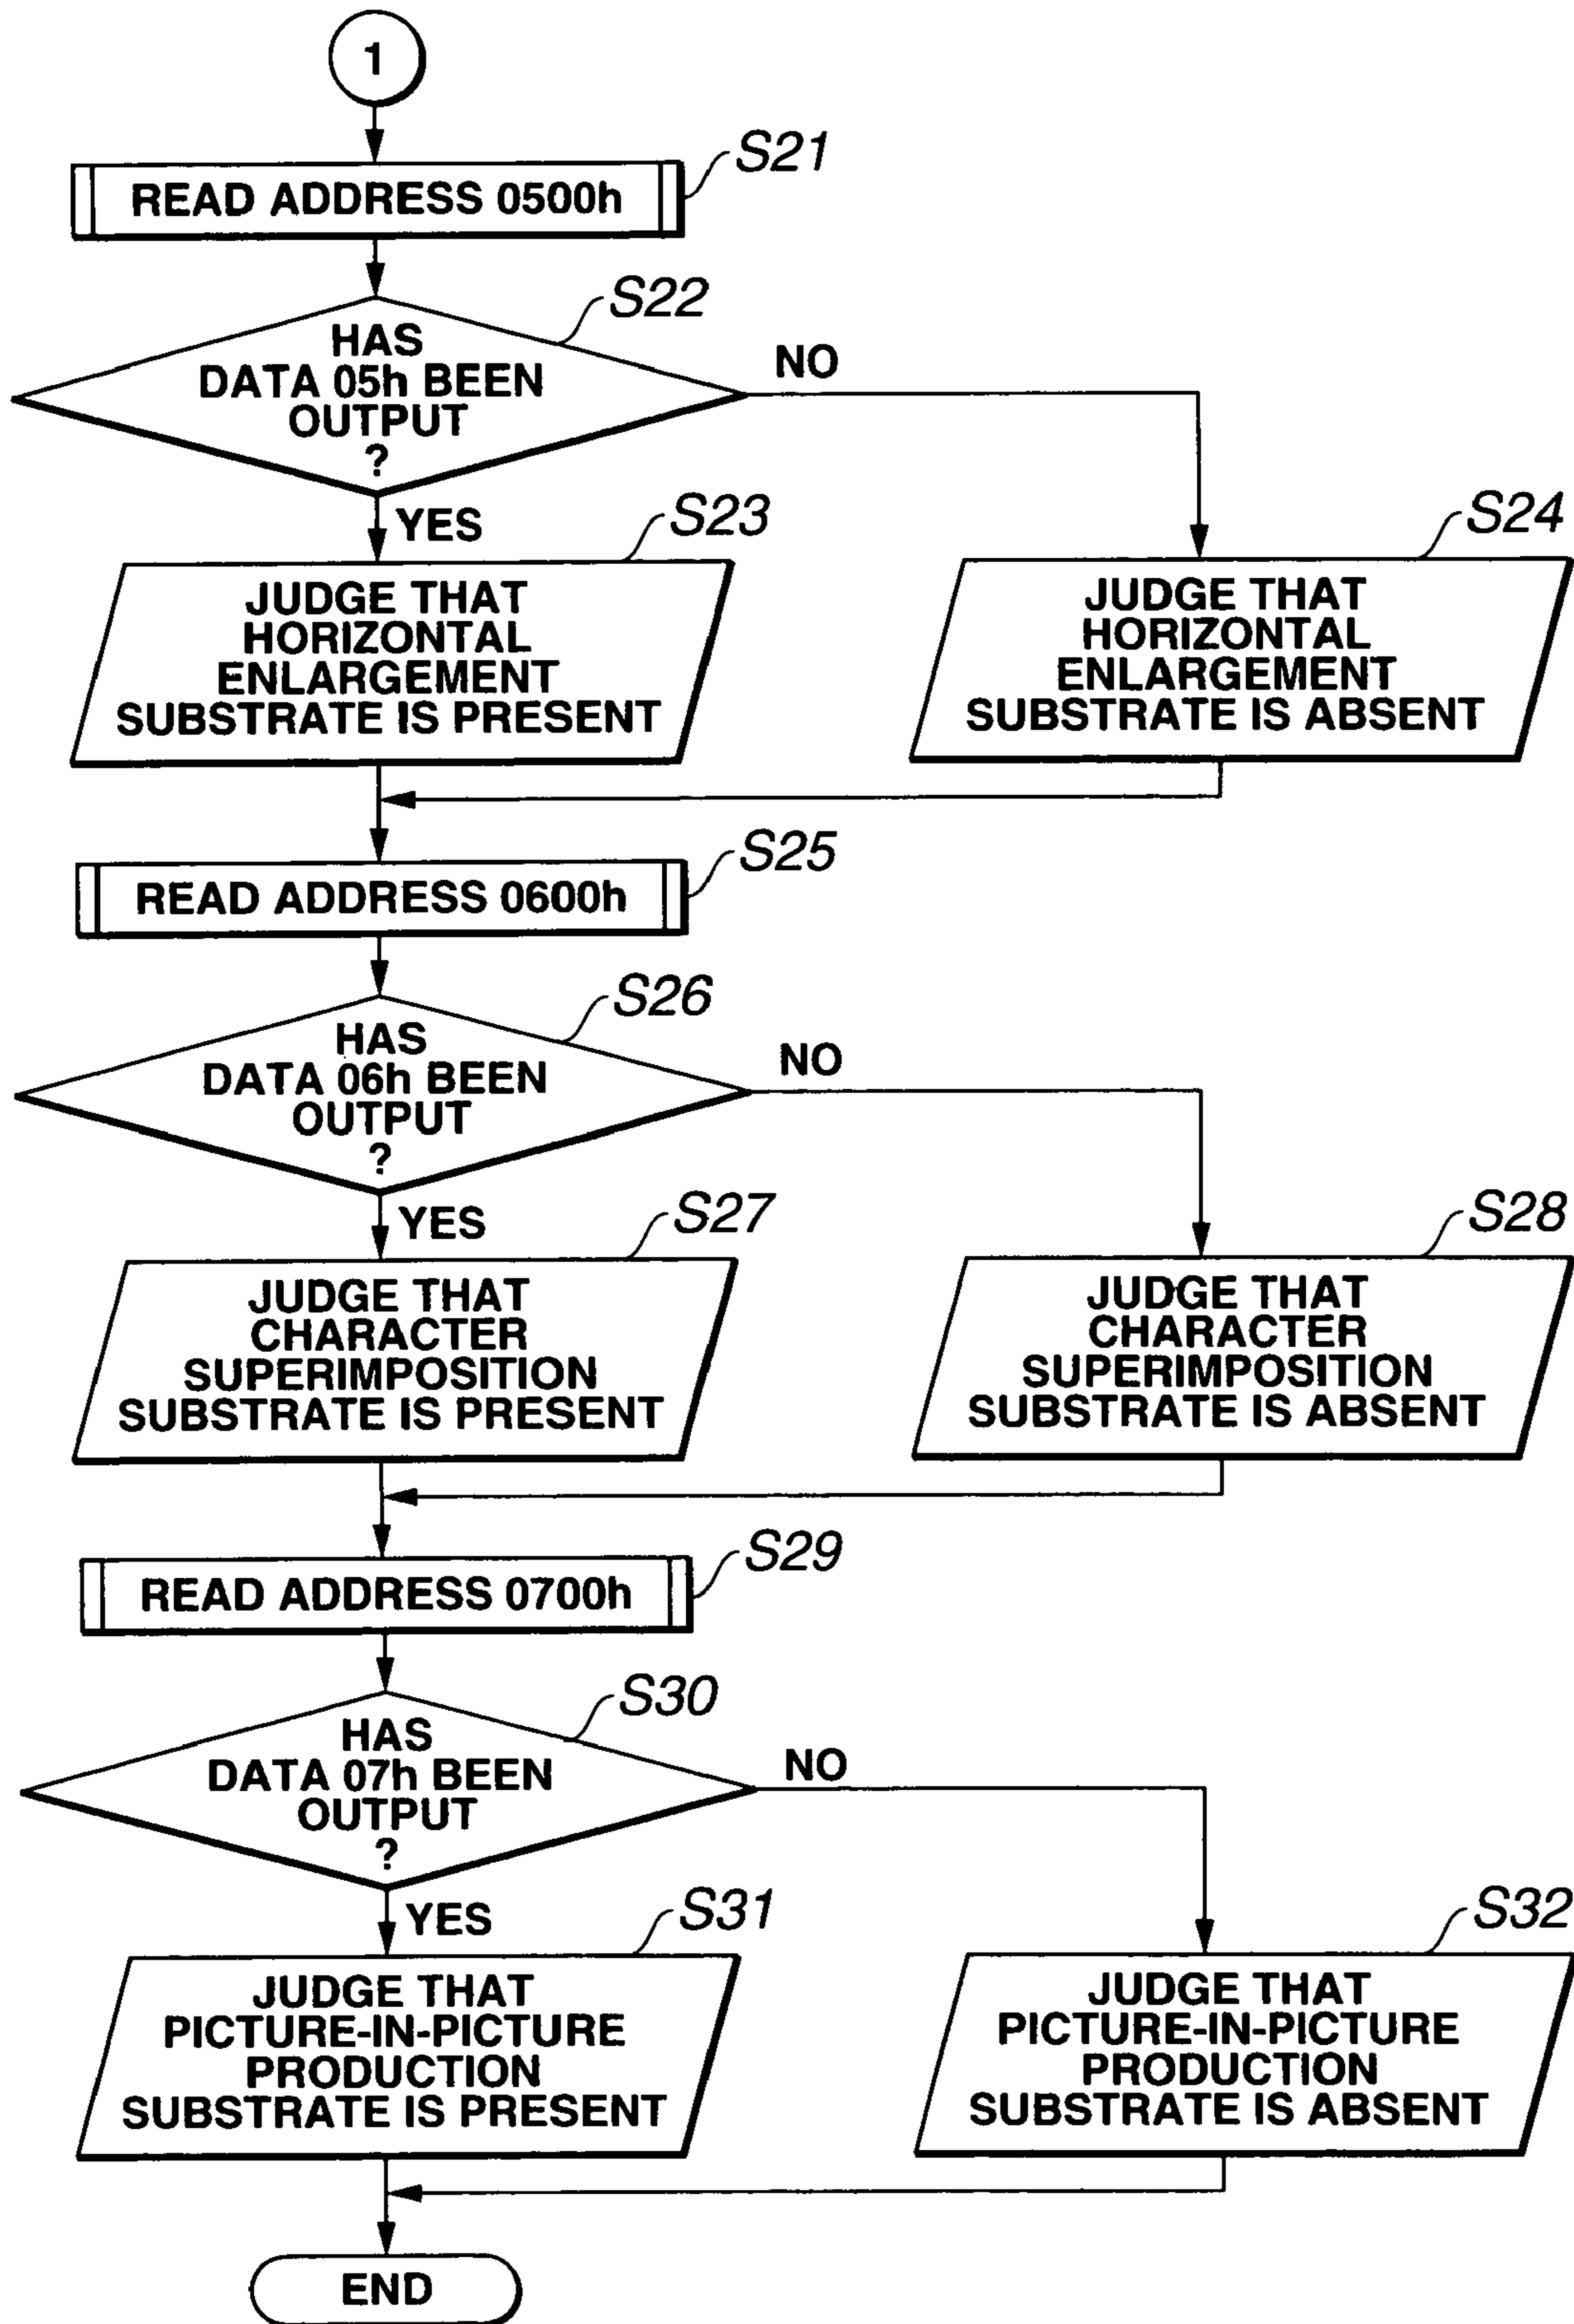 1
READ ADDRESS 0500h
S21
S22
HAS
DATA 05h BEEN
OUTPUT
?
NO
YES
S23
JUDGE THAT
HORIZONTAL
ENLARGEMENT
SUBSTRATE IS PRESENT
S24
JUDGE THAT
HORIZONTAL
ENLARGEMENT
SUBSTRATE IS ABSENT
READ ADDRESS 0600h
S25
S26
HAS
DATA 06h BEEN
OUTPUT
?
NO
YES
S27
JUDGE THAT
CHARACTER
SUPERIMPOSITION
SUBSTRATE IS PRESENT
S28
JUDGE THAT
CHARACTER
SUPERIMPOSITION
SUBSTRATE IS ABSENT
READ ADDRESS 0700h
S29
S30
HAS
DATA 07h BEEN
OUTPUT
?
NO
YES
S31
JUDGE THAT
PICTURE-IN-PICTURE
PRODUCTION
SUBSTRATE IS PRESENT
S32
JUDGE THAT
PICTURE-IN-PICTURE
PRODUCTION
SUBSTRATE IS ABSENT
END